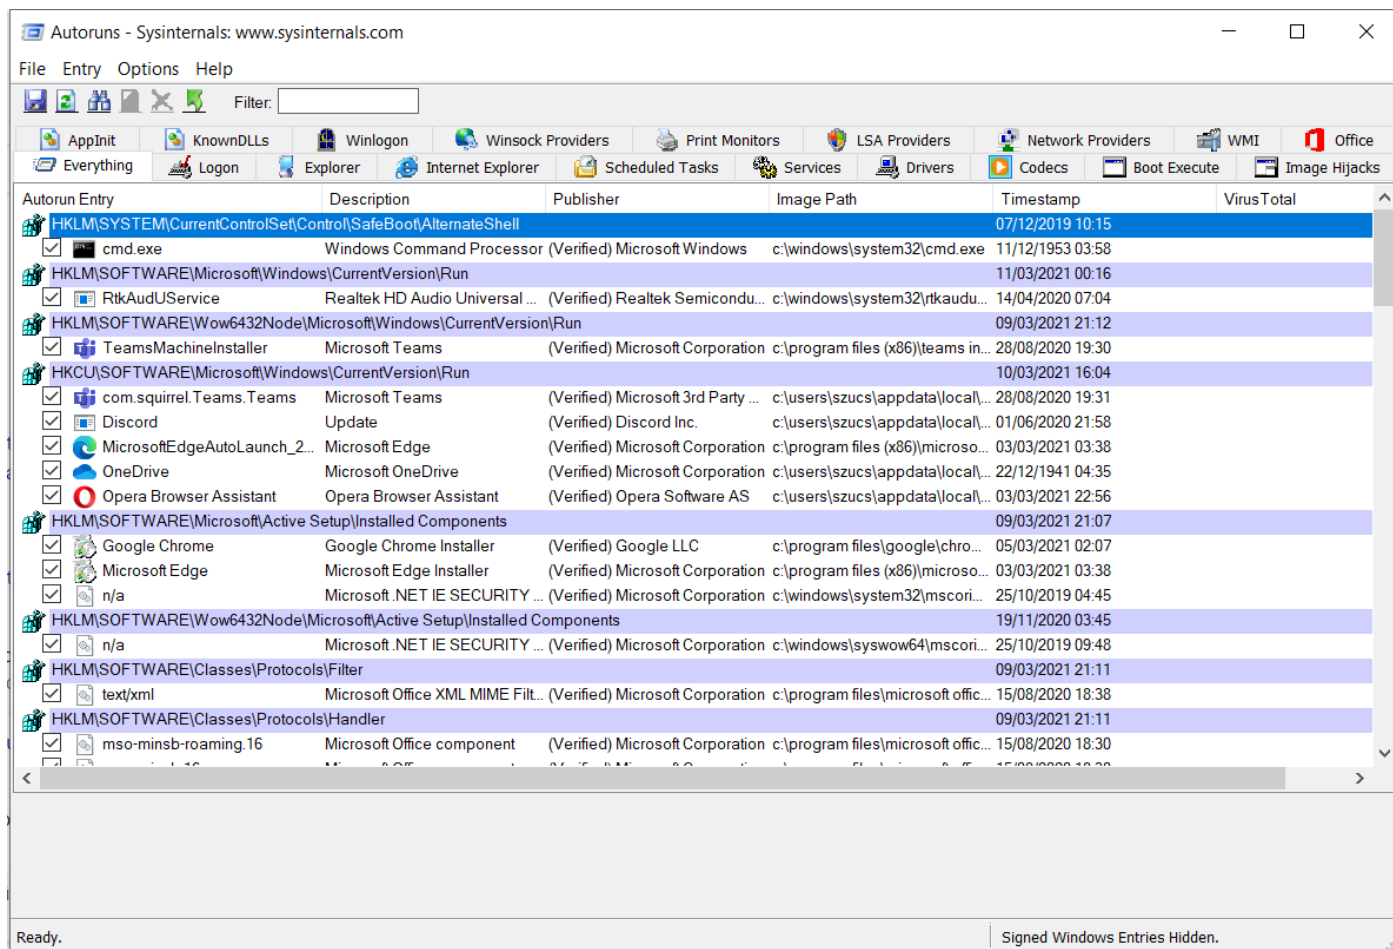 Autoruns - Sysinternals: www.sysinternals.com
File Entry Options Help
Filter:
AppInit KnownDLLs Winlogon Winsock Providers Print Monitors LSA Providers Network Providers WMI Office
Everything Logon Explorer Internet Explorer Scheduled Tasks Services Drivers Codecs Boot Execute Image Hijacks
Autorun Entry Description Publisher Image Path Timestamp VirusTotal
HKLM\SYSTEM\CurrentControlSet\Control\SafeBoot\AlternateShell 07/12/2019 10:15
cmd.exe Windows Command Processor (Verified) Microsoft Windows c:\windows\system32\cmd.exe 11/12/1953 03:58
HKLM\SOFTWARE\Microsoft\Windows\CurrentVersion\Run 11/03/2021 00:16
RtkAudUService Realtek HD Audio Universal ... (Verified) Realtek Semicondu... c:\windows\system32\rtkaudu... 14/04/2020 07:04
HKLM\SOFTWARE\Wow6432Node\Microsoft\Windows\CurrentVersion\Run 09/03/2021 21:12
TeamsMachineInstaller Microsoft Teams (Verified) Microsoft Corporation c:\program files (x86)\teams in... 28/08/2020 19:30
HKCU\SOFTWARE\Microsoft\Windows\CurrentVersion\Run 10/03/2021 16:04
com.squirrel.Teams.Teams Microsoft Teams (Verified) Microsoft 3rd Party ... c:\users\szucs\appdata\local\... 28/08/2020 19:31
Discord Update (Verified) Discord Inc. c:\users\szucs\appdata\local\... 01/06/2020 21:58
MicrosoftEdgeAutoLaunch_2... Microsoft Edge (Verified) Microsoft Corporation c:\program files (x86)\microso... 03/03/2021 03:38
OneDrive Microsoft OneDrive (Verified) Microsoft Corporation c:\users\szucs\appdata\local\... 22/12/1941 04:35
Opera Browser Assistant Opera Browser Assistant (Verified) Opera Software AS c:\users\szucs\appdata\local\... 03/03/2021 22:56
HKLM\SOFTWARE\Microsoft\Active Setup\Installed Components 09/03/2021 21:07
Google Chrome Google Chrome Installer (Verified) Google LLC c:\program files\google\chro... 05/03/2021 02:07
Microsoft Edge Microsoft Edge Installer (Verified) Microsoft Corporation c:\program files (x86)\microso... 03/03/2021 03:38
n/a Microsoft .NET IE SECURITY ... (Verified) Microsoft Corporation c:\windows\system32\mscori... 25/10/2019 04:45
HKLM\SOFTWARE\Wow6432Node\Microsoft\Active Setup\Installed Components 19/11/2020 03:45
n/a Microsoft .NET IE SECURITY ... (Verified) Microsoft Corporation c:\windows\syswow64\mscori... 25/10/2019 09:48
HKLM\SOFTWARE\Classes\Protocols\Filter 09/03/2021 21:11
text/xml Microsoft Office XML MIME Filt... (Verified) Microsoft Corporation c:\program files\microsoft offic... 15/08/2020 18:38
HKLM\SOFTWARE\Classes\Protocols\Handler 09/03/2021 21:11
mso-minsb-roaming.16 Microsoft Office component (Verified) Microsoft Corporation c:\program files\microsoft offic... 15/08/2020 18:30
Ready. Signed Windows Entries Hidden.